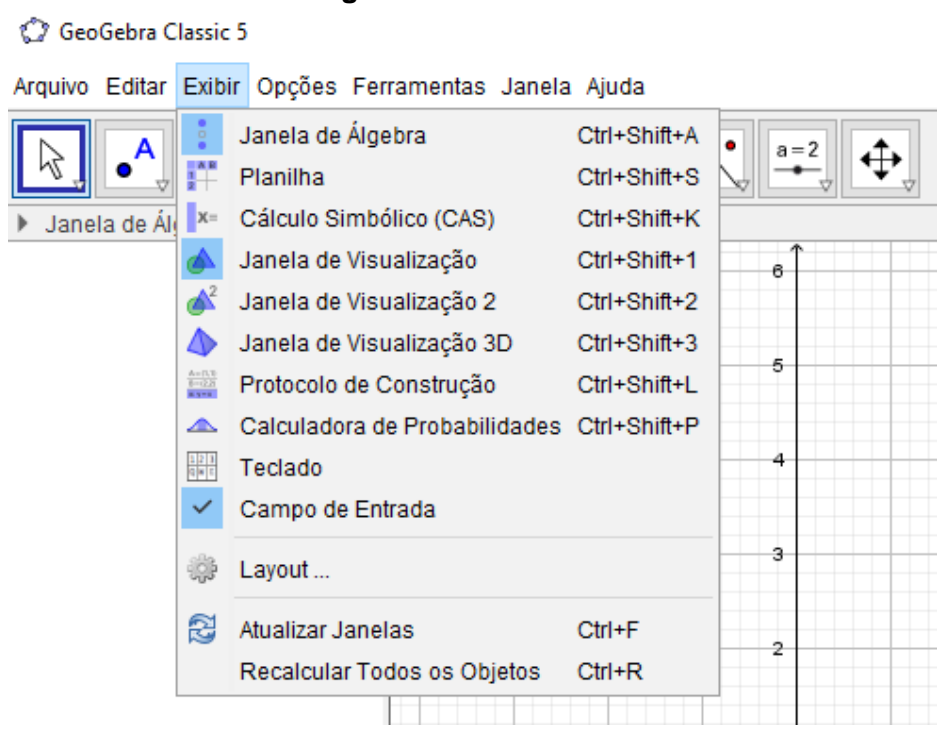 GeoGebra Classic 5
Arquivo Editar Exibir Opções Ferramentas Janela Ajuda
A
a = 2
Janela de Ál
Janela de Álgebra Ctrl+Shift+A
Planilha Ctrl+Shift+S
Cálculo Simbólico (CAS) Ctrl+Shift+K
Janela de Visualização Ctrl+Shift+1
Janela de Visualização 2 Ctrl+Shift+2
Janela de Visualização 3D Ctrl+Shift+3
Protocolo de Construção Ctrl+Shift+L
Calculadora de Probabilidades Ctrl+Shift+P
Teclado
Campo de Entrada
Layout ...
Atualizar Janelas Ctrl+F
Recalcular Todos os Objetos Ctrl+R
6
5
4
3
2